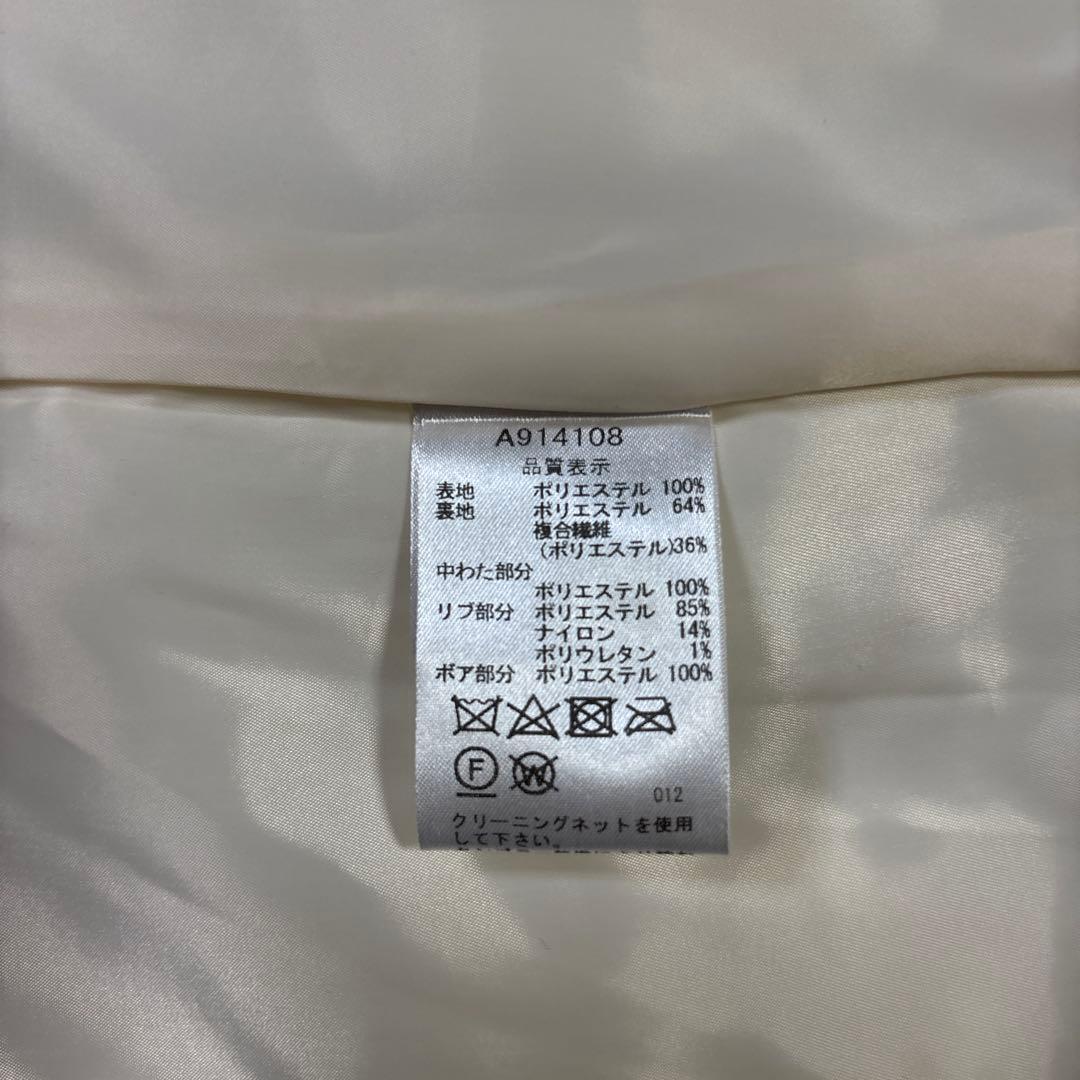 A914108
品質表示
表地 ポリエステル 100%
裏地 ポリエステル 64%
複合繊維
(ポリエステル)36%
中わた部分
ポリエステル 100%
リブ部分 ポリエステル 85%
ナイロン 14%
ポリウレタン 1%
ボア部分 ポリエステル 100%
F W
012
クリーニングネットを使用
して下さい。